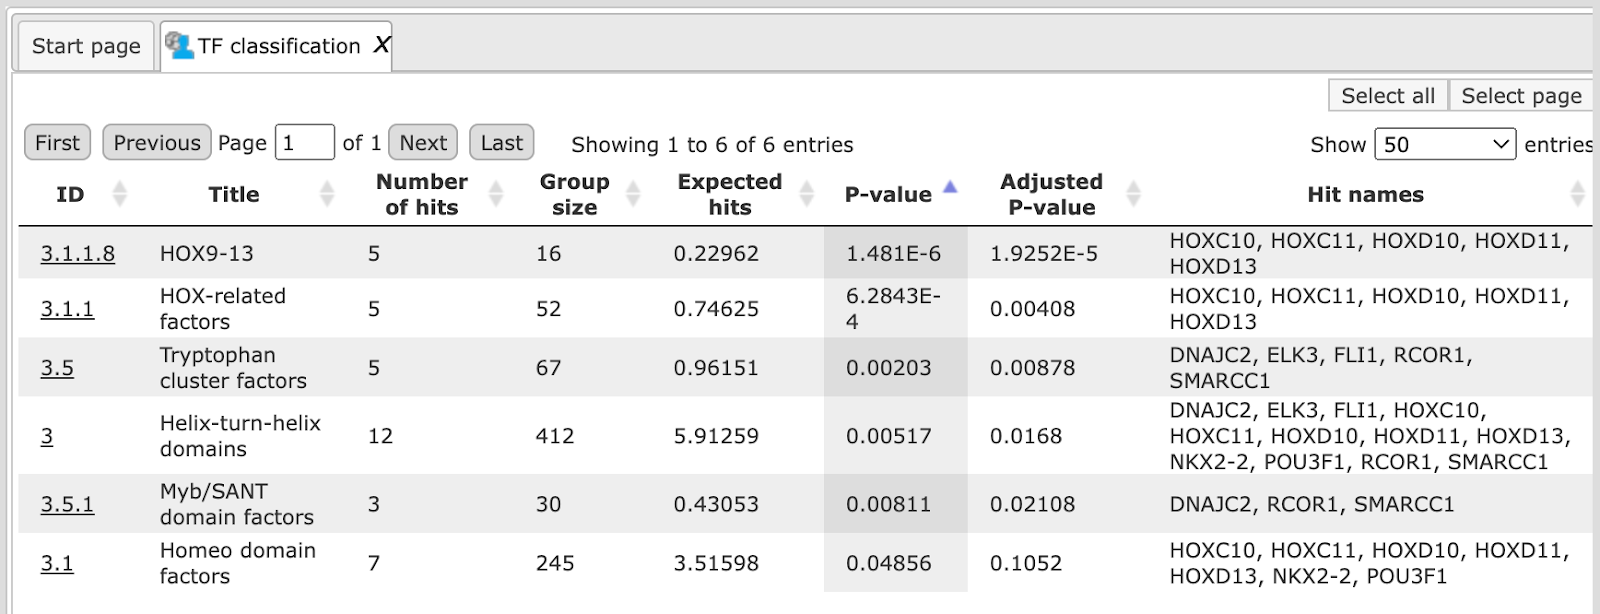 Start page
TF classification X
Select all Select page
First Previous Page 1 of 1 Next Last Showing 1 to 6 of 6 entries Show 50 entries
ID Title Number of hits Group size Expected hits P-value Adjusted P-value Hit names
3.1.1.8 HOX9-13 5 16 0.22962 1.481E-6 1.9252E-5 HOXC10, HOXC11, HOXD10, HOXD11,
HOXD13
3.1.1 HOX-related 5 52 0.74625 6.2843E- 0.00408 HOXC10, HOXC11, HOXD10, HOXD11,
factors 4 HOXD13
3.5 Tryptophan 5 67 0.96151 0.00203 0.00878 DNAJC2, ELK3, FLI1, RCOR1,
cluster factors SMARCC1
3 Helix-turn-helix 12 412 5.91259 0.00517 0.0168 DNAJC2, ELK3, FLI1, HOXC10,
domains HOXC11, HOXD10, HOXD11, HOXD13,
NKX2-2, POU3F1, RCOR1, SMARCC1
3.5.1 Myb/SANT 3 30 0.43053 0.00811 0.02108 DNAJC2, RCOR1, SMARCC1
domain factors
3.1 Homeo domain 7 245 3.51598 0.04856 0.1052 HOXC10, HOXC11, HOXD10, HOXD11,
factors HOXD13, NKX2-2, POU3F1